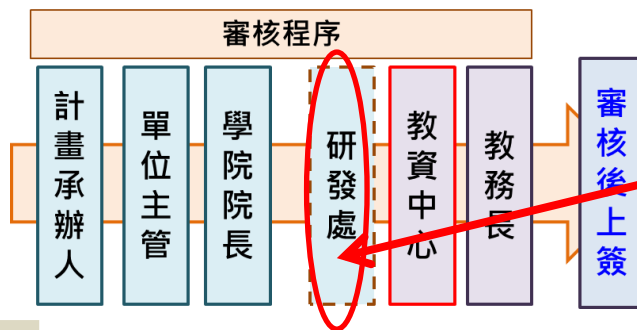 審核程序
計畫承辦人
單位主管
學院院長
研發處
教資中心
教務長
審核後上簽